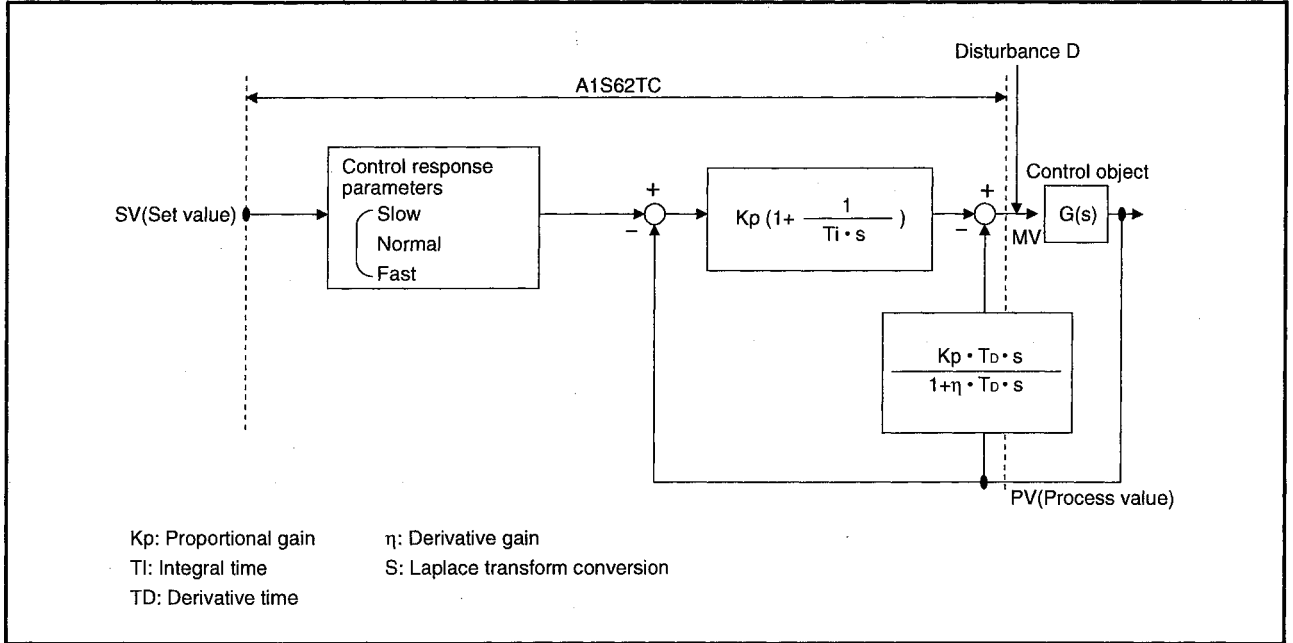 Disturbance D
A1S62TC
Control response
parameters
Slow
Normal
Fast
SV(Set value)
+
−
Kp (1+ 1 / Ti • s )
+
−
MV
Control object
G(s)
Kp • TD • s
1+η • TD • s
PV(Process value)
Kp: Proportional gain
η: Derivative gain
TI: Integral time
S: Laplace transform conversion
TD: Derivative time